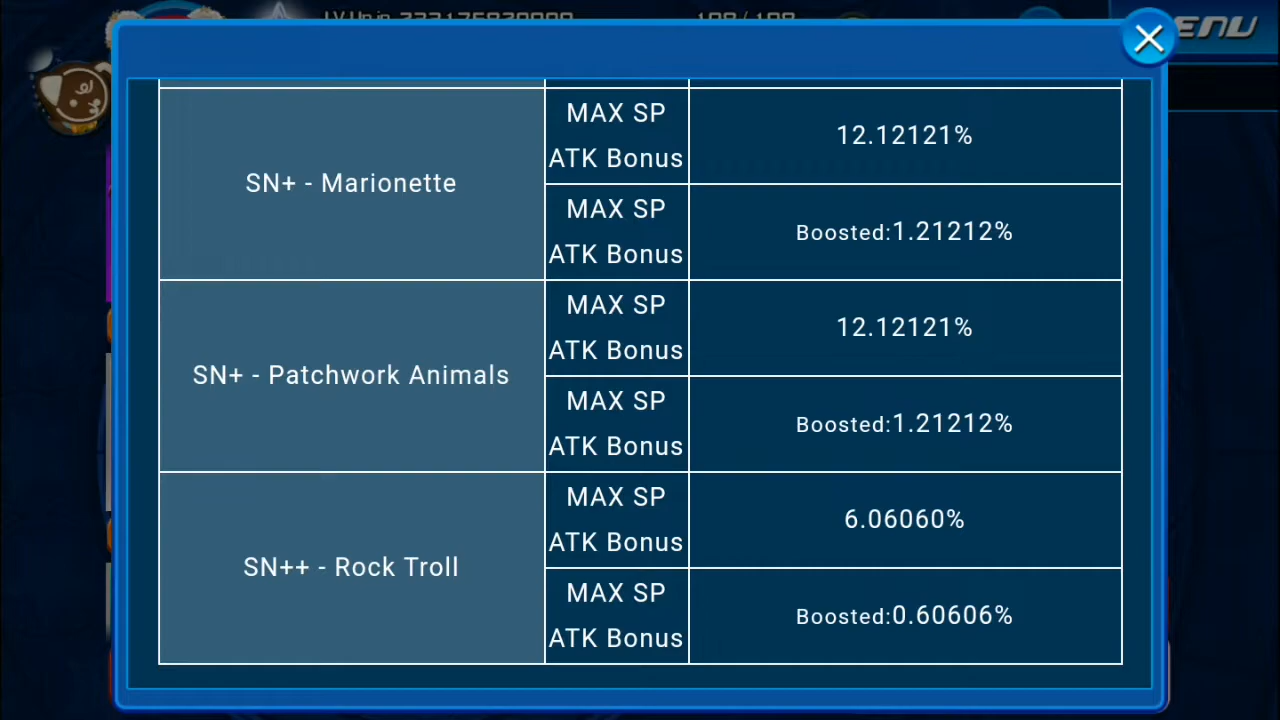 MENU
SN+ - Marionette
MAX SP
ATK Bonus
12.12121%
MAX SP
ATK Bonus
Boosted:1.21212%
SN+ - Patchwork Animals
MAX SP
ATK Bonus
12.12121%
MAX SP
ATK Bonus
Boosted:1.21212%
SN++ - Rock Troll
MAX SP
ATK Bonus
6.06060%
MAX SP
ATK Bonus
Boosted:0.60606%